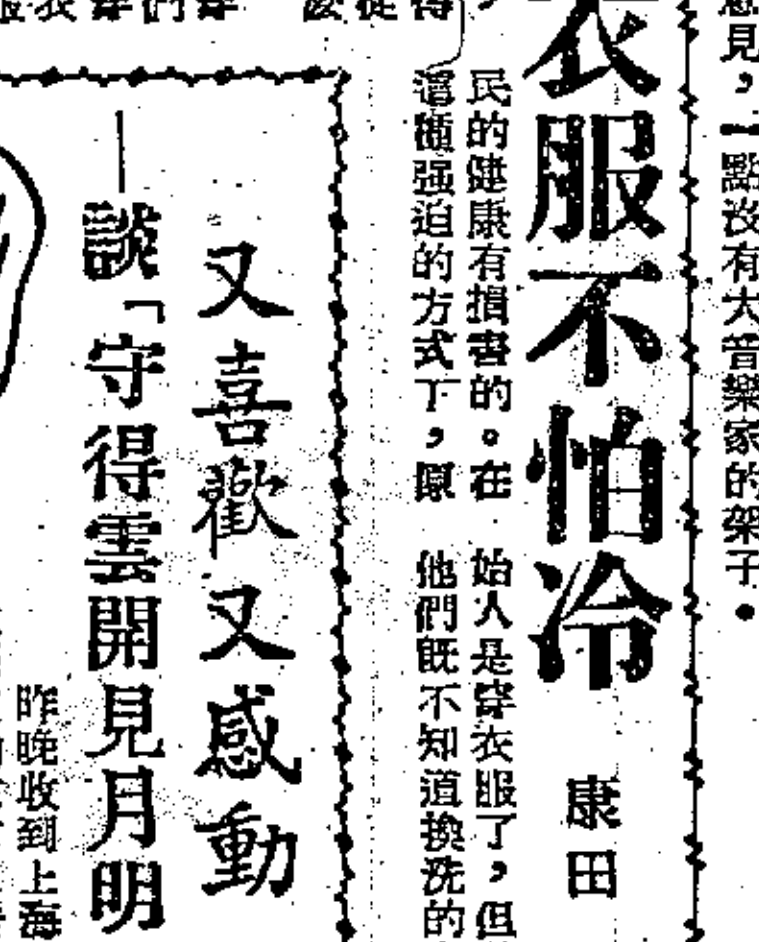 見，一點沒有大音樂家的架子。
衣服不怕冷
康田
民的健康有損害的。在
始人是穿衣服了，但
這種强迫的方式下，原
他們既不知道換洗的
又喜歡又感動
——談「守得雲開見月明
昨晚收到上海